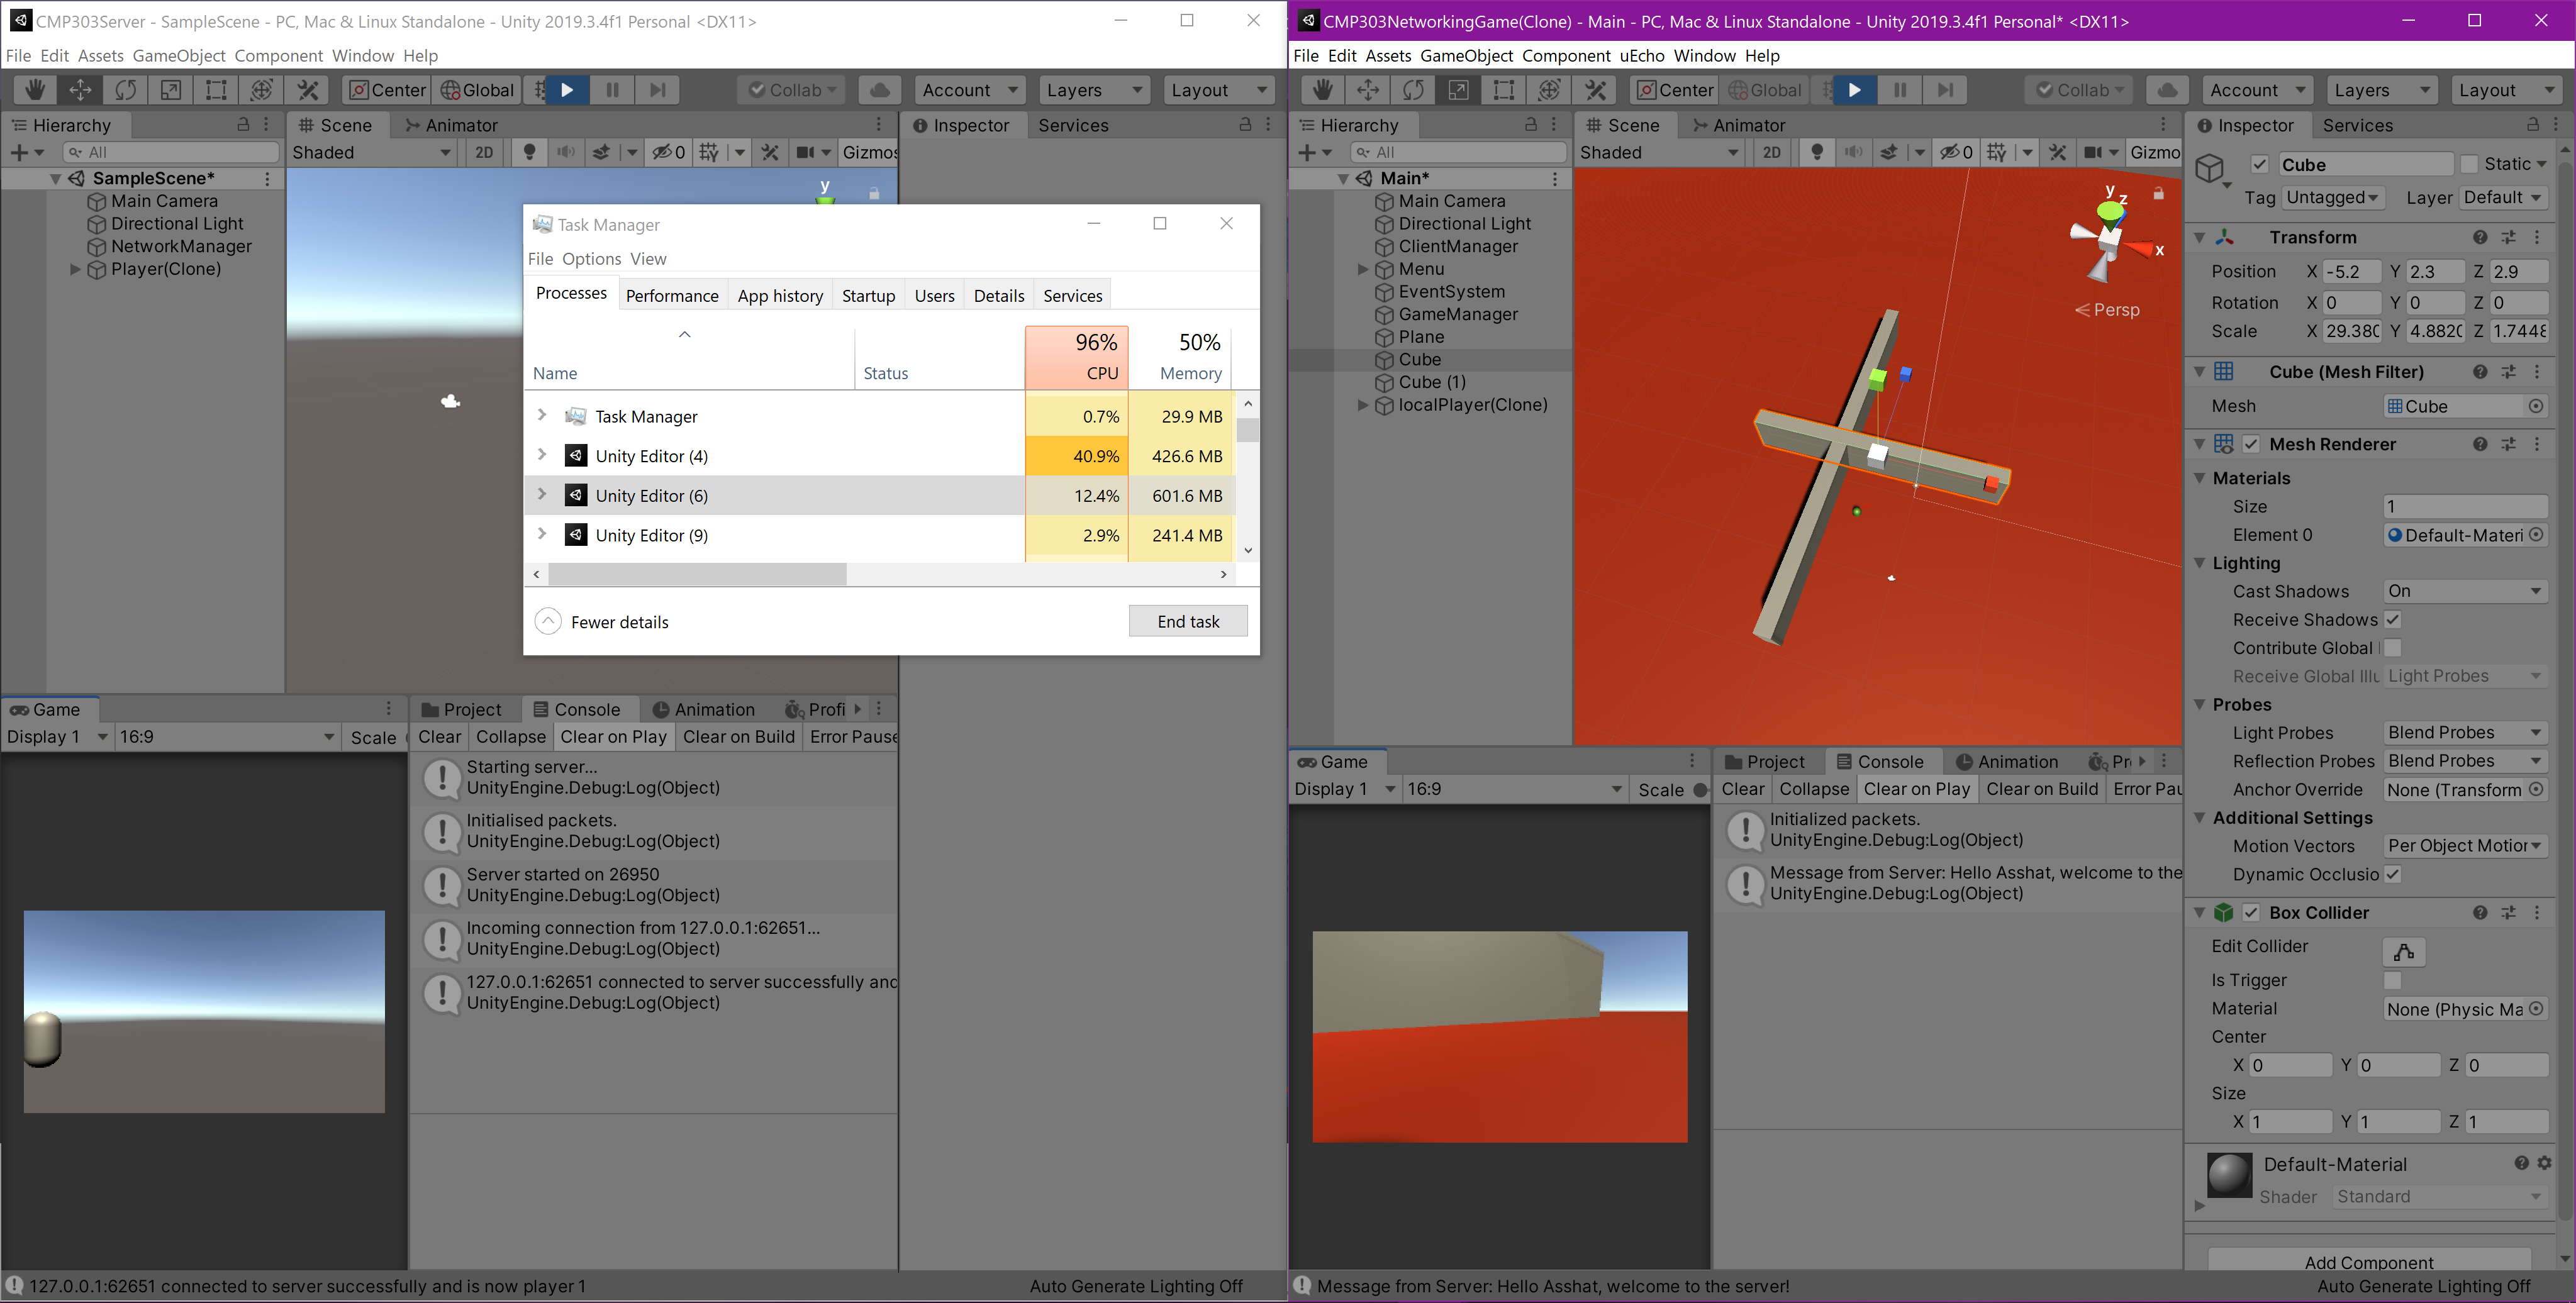 CMP303Server - SampleScene - PC, Mac & Linux Standalone - Unity 2019.3.4f1 Personal <DX11>
File Edit Assets GameObject Component Window Help
Center Global Collab Account Layers Layout
Hierarchy
All
SampleScene*
Main Camera
Directional Light
NetworkManager
Player(Clone)
Scene Animator
Shaded 2D 0 Gizmos
y
Inspector Services
Task Manager
File Options View
Processes Performance App history Startup Users Details Services
96% 50%
Name Status CPU Memory
Task Manager 0.7% 29.9 MB
Unity Editor (4) 40.9% 426.6 MB
Unity Editor (6) 12.4% 601.6 MB
Unity Editor (9) 2.9% 241.4 MB
Fewer details End task
Game
Display 1 16:9 Scale
Project Console Animation Profi
Clear Collapse Clear on Play Clear on Build Error Pause
Starting server...
UnityEngine.Debug:Log(Object)
Initialised packets.
UnityEngine.Debug:Log(Object)
Server started on 26950
UnityEngine.Debug:Log(Object)
Incoming connection from 127.0.0.1:62651...
UnityEngine.Debug:Log(Object)
127.0.0.1:62651 connected to server successfully and
UnityEngine.Debug:Log(Object)
127.0.0.1:62651 connected to server successfully and is now player 1
Auto Generate Lighting Off
CMP303NetworkingGame(Clone) - Main - PC, Mac & Linux Standalone - Unity 2019.3.4f1 Personal* <DX11>
File Edit Assets GameObject Component uEcho Window Help
Center Global Collab Account Layers Layout
Hierarchy
All
Main*
Main Camera
Directional Light
ClientManager
Menu
EventSystem
GameManager
Plane
Cube
Cube (1)
localPlayer(Clone)
Scene Animator
Shaded 2D 0 Gizmo
y
z
x
Persp
Game
Display 1 16:9 Scale
Project Console Animation Pr
Clear Collapse Clear on Play Clear on Build Error Pau
Initialized packets.
UnityEngine.Debug:Log(Object)
Message from Server: Hello Asshat, welcome to the
UnityEngine.Debug:Log(Object)
Inspector Services
Cube Static
Tag Untagged Layer Default
Transform
Position X -5.2 Y 2.3 Z 2.9
Rotation X 0 Y 0 Z 0
Scale X 29.380 Y 4.8820 Z 1.7448
Cube (Mesh Filter)
Mesh Cube
Mesh Renderer
Materials
Size 1
Element 0 Default-Materi
Lighting
Cast Shadows On
Receive Shadows
Contribute Global I
Receive Global Illu Light Probes
Probes
Light Probes Blend Probes
Reflection Probes Blend Probes
Anchor Override None (Transform
Additional Settings
Motion Vectors Per Object Motior
Dynamic Occlusio
Box Collider
Edit Collider
Is Trigger
Material None (Physic Ma
Center
X 0 Y 0 Z 0
Size
X 1 Y 1 Z 1
Default-Material
Shader Standard
Add Component
Message from Server: Hello Asshat, welcome to the server!
Auto Generate Lighting Off